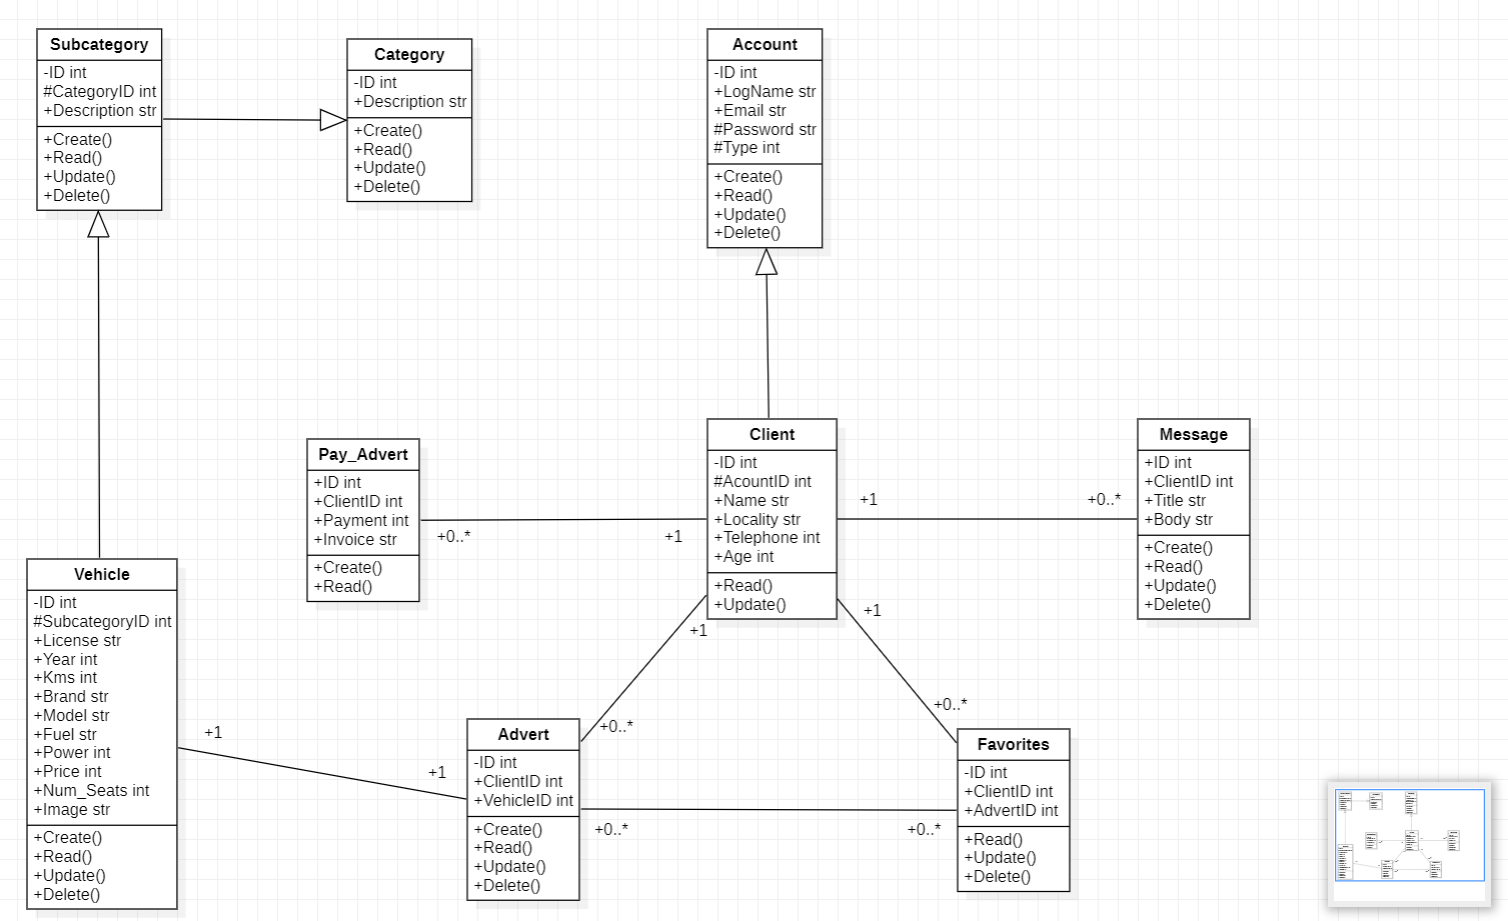 Subcategory
-ID int
#CategoryID int
+Description str
+Create()
+Read()
+Update()
+Delete()
Category
-ID int
+Description str
+Create()
+Read()
+Update()
+Delete()
Account
-ID int
+LogName str
+Email str
#Password str
#Type int
+Create()
+Read()
+Update()
+Delete()
Pay_Advert
+ID int
+ClientID int
+Payment int
+Invoice str
+Create()
+Read()
+0..*
+1
Client
-ID int
#AcountID int
+Name str
+Locality str
+Telephone int
+Age int
+Read()
+Update()
+1
+0..*
Message
+ID int
+ClientID int
+Title str
+Body str
+Create()
+Read()
+Update()
+Delete()
Vehicle
-ID int
#SubcategoryID int
+License str
+Year int
+Kms int
+Brand str
+Model str
+Fuel str
+Power int
+Price int
+Num_Seats int
+Image str
+Create()
+Read()
+Update()
+Delete()
+1
+1
+1
+0..*
+1
+0..*
Advert
-ID int
+ClientID int
+VehicleID int
+Create()
+Read()
+Update()
+Delete()
+0..*
+0..*
Favorites
-ID int
+ClientID int
+AdvertID int
+Read()
+Update()
+Delete()